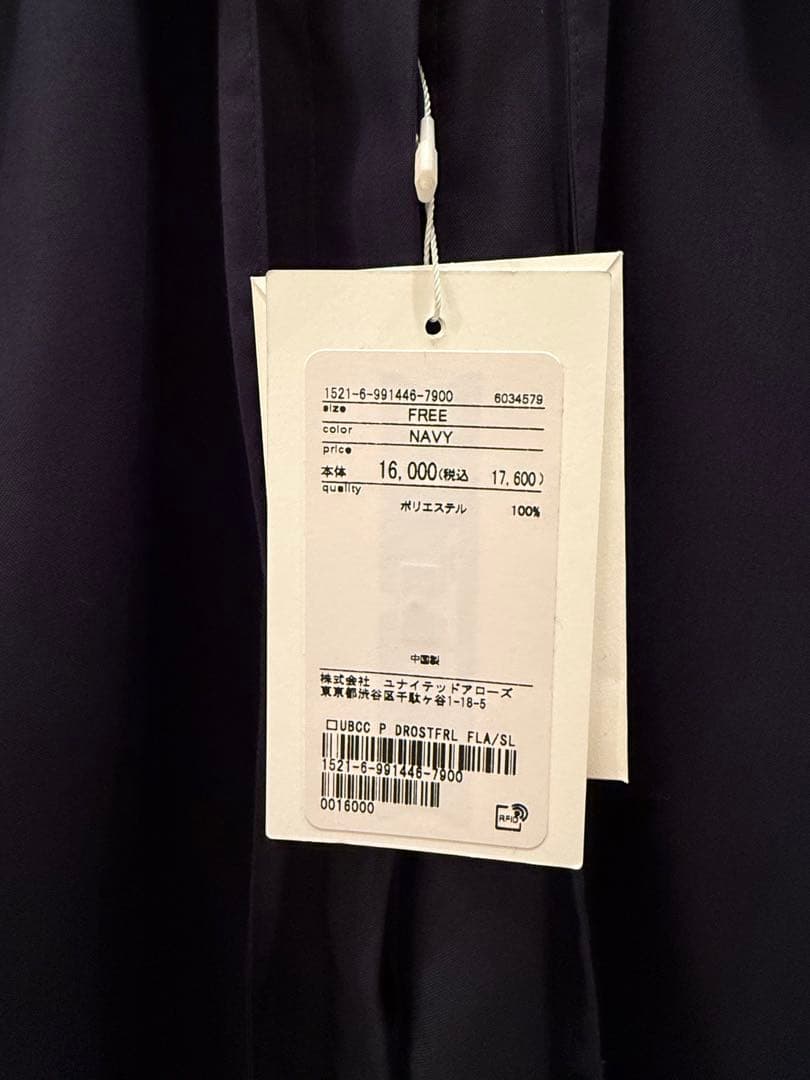 1521-6-991446-7900 6034579
size FREE
color NAVY
price
本体 16,000(税込 17,600)
quality
ポリエステル 100%
中国製
株式会社 ユナイテッドアローズ
東京都渋谷区千駄ヶ谷1-18-5
□UBCC P DROSTFRL FLA/SL
1521-6-991446-7900
0016000
RFID